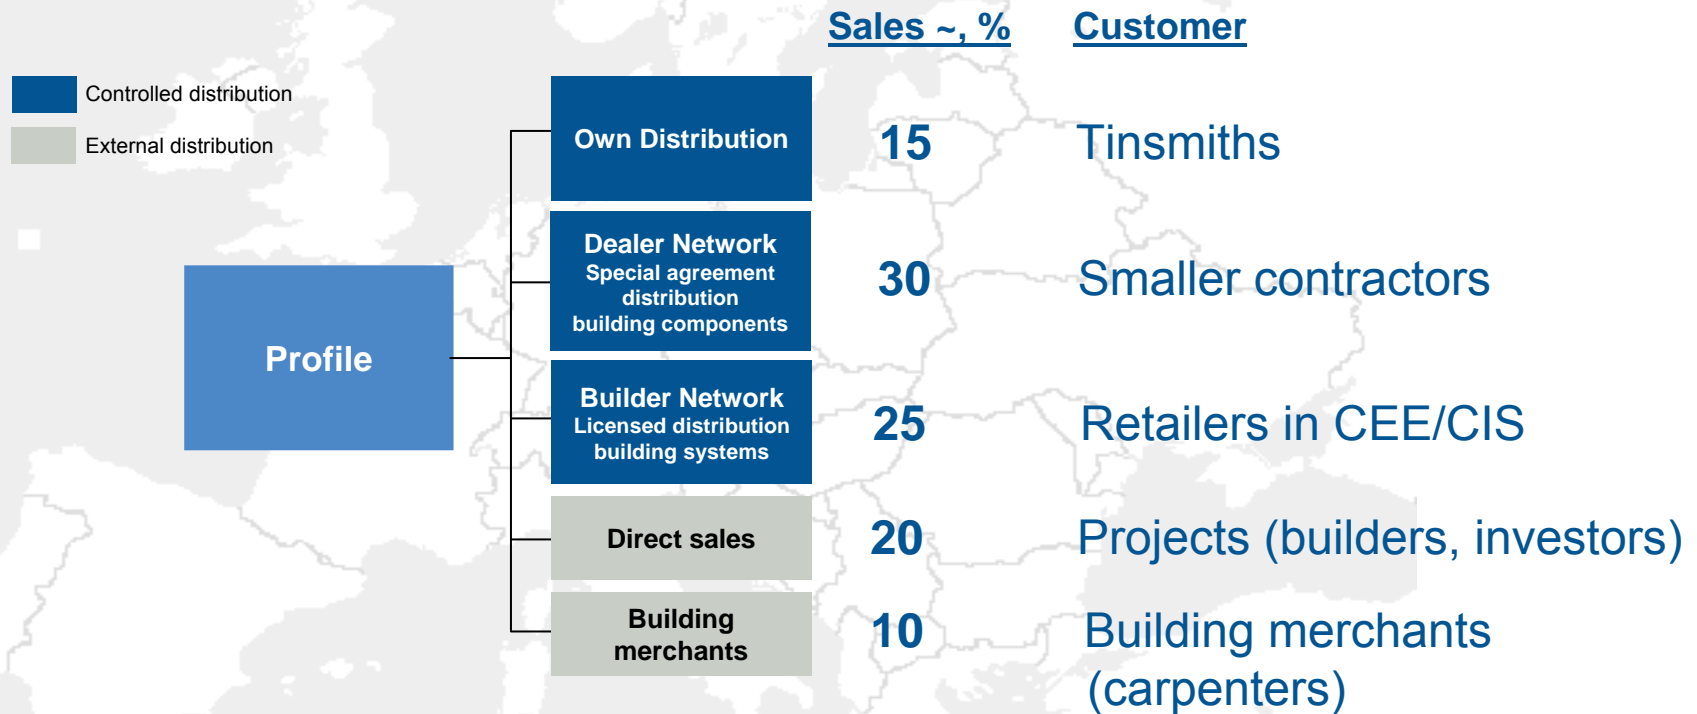 Sales ~, % Customer
Controlled distribution
External distribution
Profile
Own Distribution 15 Tinsmiths
Dealer Network
Special agreement
distribution
building components
30 Smaller contractors
Builder Network
Licensed distribution
building systems
25 Retailers in CEE/CIS
Direct sales 20 Projects (builders, investors)
Building
merchants
10 Building merchants
(carpenters)